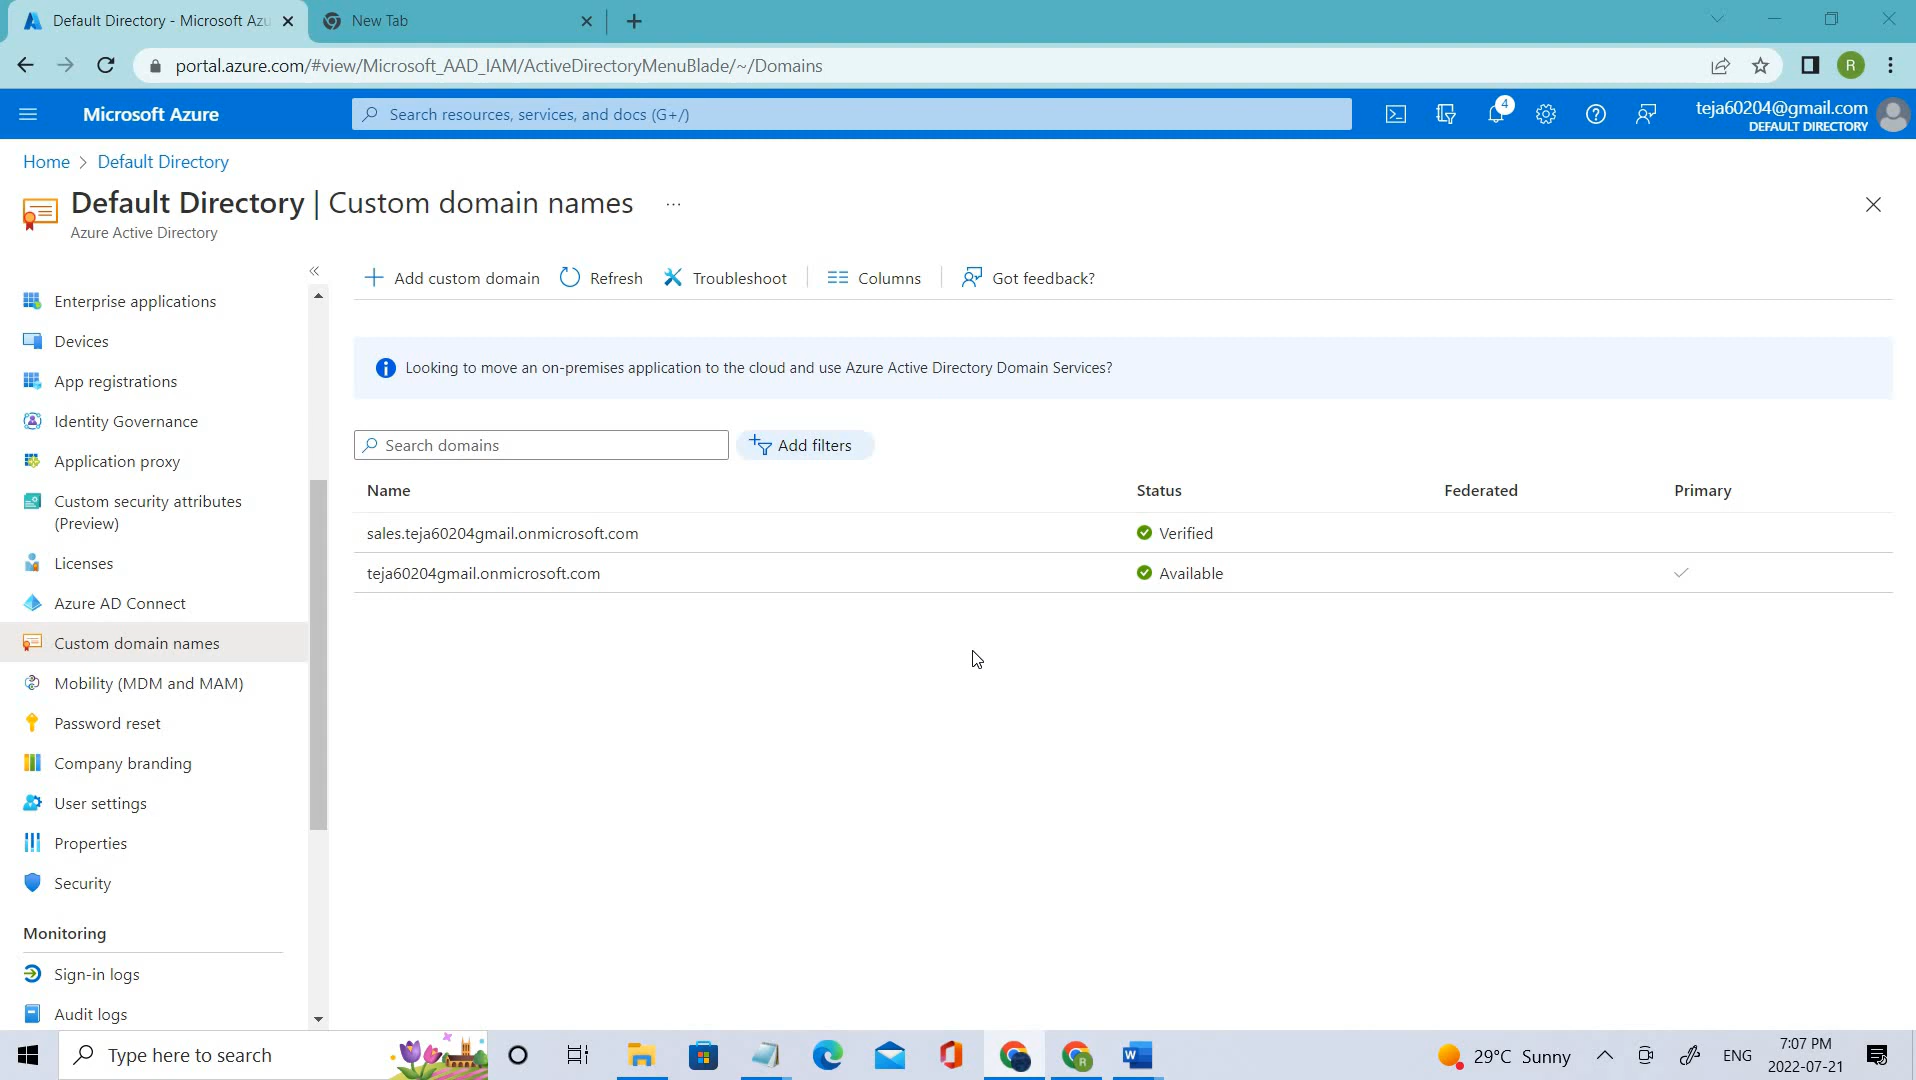 Default Directory - Microsoft Azu
New Tab
portal.azure.com/#view/Microsoft_AAD_IAM/ActiveDirectoryMenuBlade/~/Domains
R
Microsoft Azure
Search resources, services, and docs (G+/)
4
teja60204@gmail.com
DEFAULT DIRECTORY
Home > Default Directory
Default Directory | Custom domain names ...
Azure Active Directory
Add custom domain
Refresh
Troubleshoot
Columns
Got feedback?
Enterprise applications
Devices
App registrations
Identity Governance
Application proxy
Custom security attributes
(Preview)
Licenses
Azure AD Connect
Custom domain names
Mobility (MDM and MAM)
Password reset
Company branding
User settings
Properties
Security
Monitoring
Sign-in logs
Audit logs
Looking to move an on-premises application to the cloud and use Azure Active Directory Domain Services?
Search domains
Add filters
Name Status Federated Primary
sales.teja60204gmail.onmicrosoft.com Verified
teja60204gmail.onmicrosoft.com Available
Type here to search
R
W
29°C Sunny
ENG
7:07 PM
2022-07-21